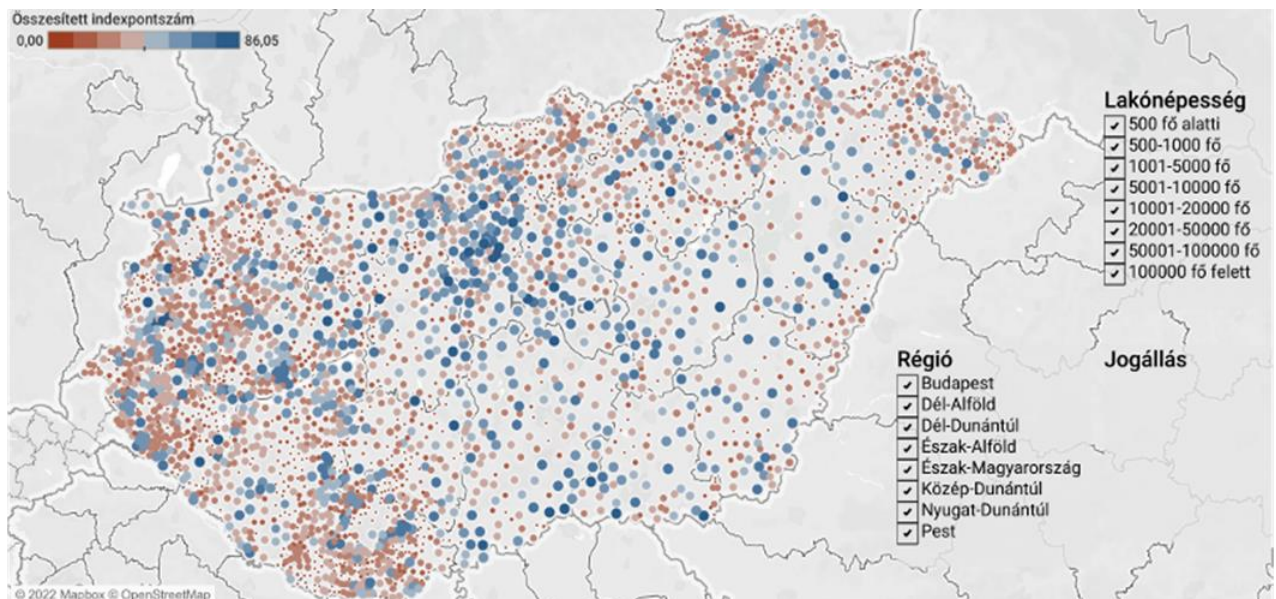 Összesített indexpontszám
0,00 86,05
Lakónépesség
500 fő alatti
500-1000 fő
1001-5000 fő
5001-10000 fő
10001-20000 fő
20001-50000 fő
50001-100000 fő
100000 fő felett
Régió
Budapest
Dél-Alföld
Dél-Dunántúl
Észak-Alföld
Észak-Magyarország
Közép-Dunántúl
Nyugat-Dunántúl
Pest
Jogállás
© 2022 Mapbox © OpenStreetMap